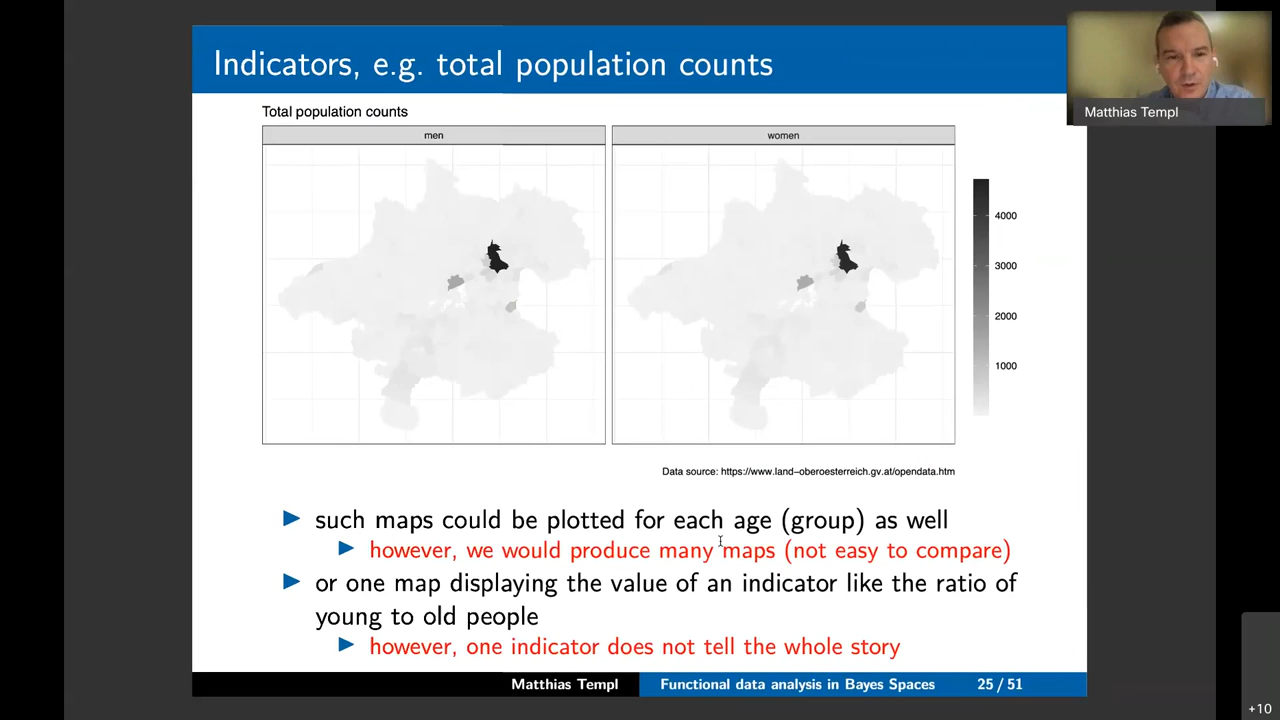 Indicators, e.g. total population counts
Matthias Templ
Total population counts
men
women
4000
3000
2000
1000
Data source: https://www.land−oberoesterreich.gv.at/opendata.htm
such maps could be plotted for each age (group) as well
however, we would produce many maps (not easy to compare)
or one map displaying the value of an indicator like the ratio of
young to old people
however, one indicator does not tell the whole story
Matthias Templ
Functional data analysis in Bayes Spaces
25 / 51
+10